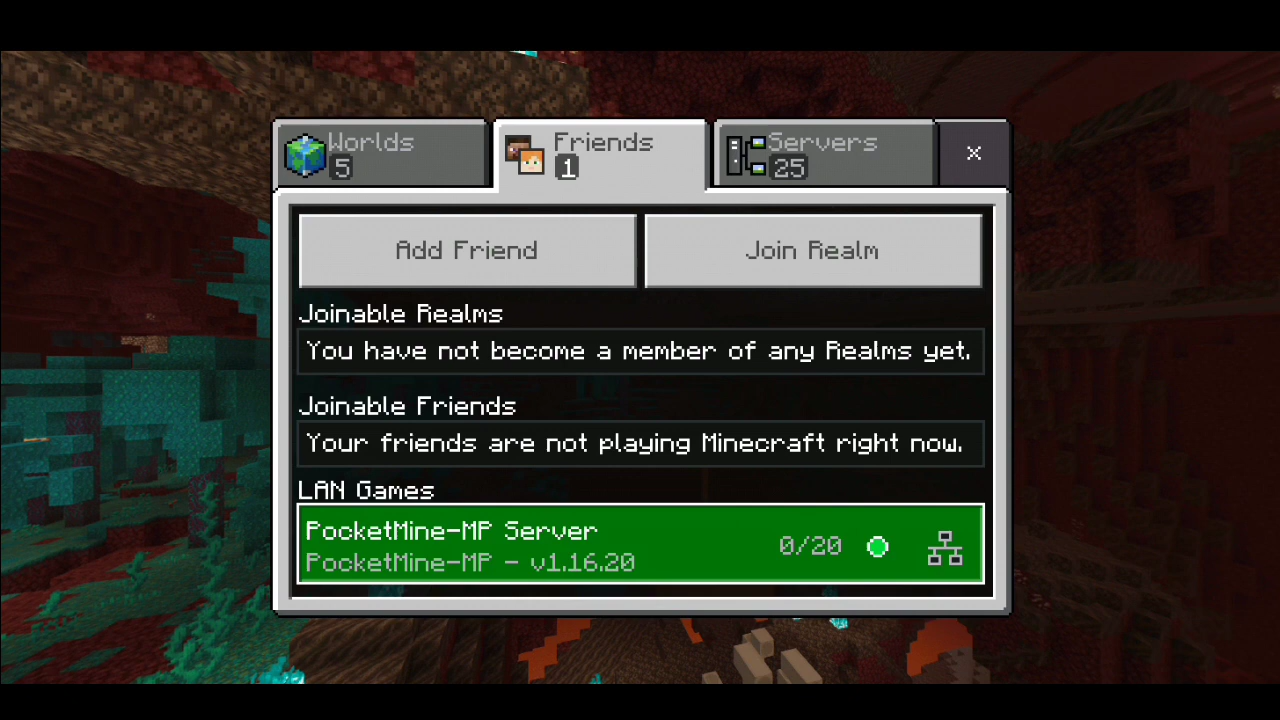 Worlds
5
Friends
1
Servers
25
Add Friend
Join Realm
Joinable Realms
You have not become a member of any Realms yet.
Joinable Friends
Your friends are not playing Minecraft right now.
LAN Games
PocketMine-MP Server
PocketMine-MP - v1.16.20
0/20